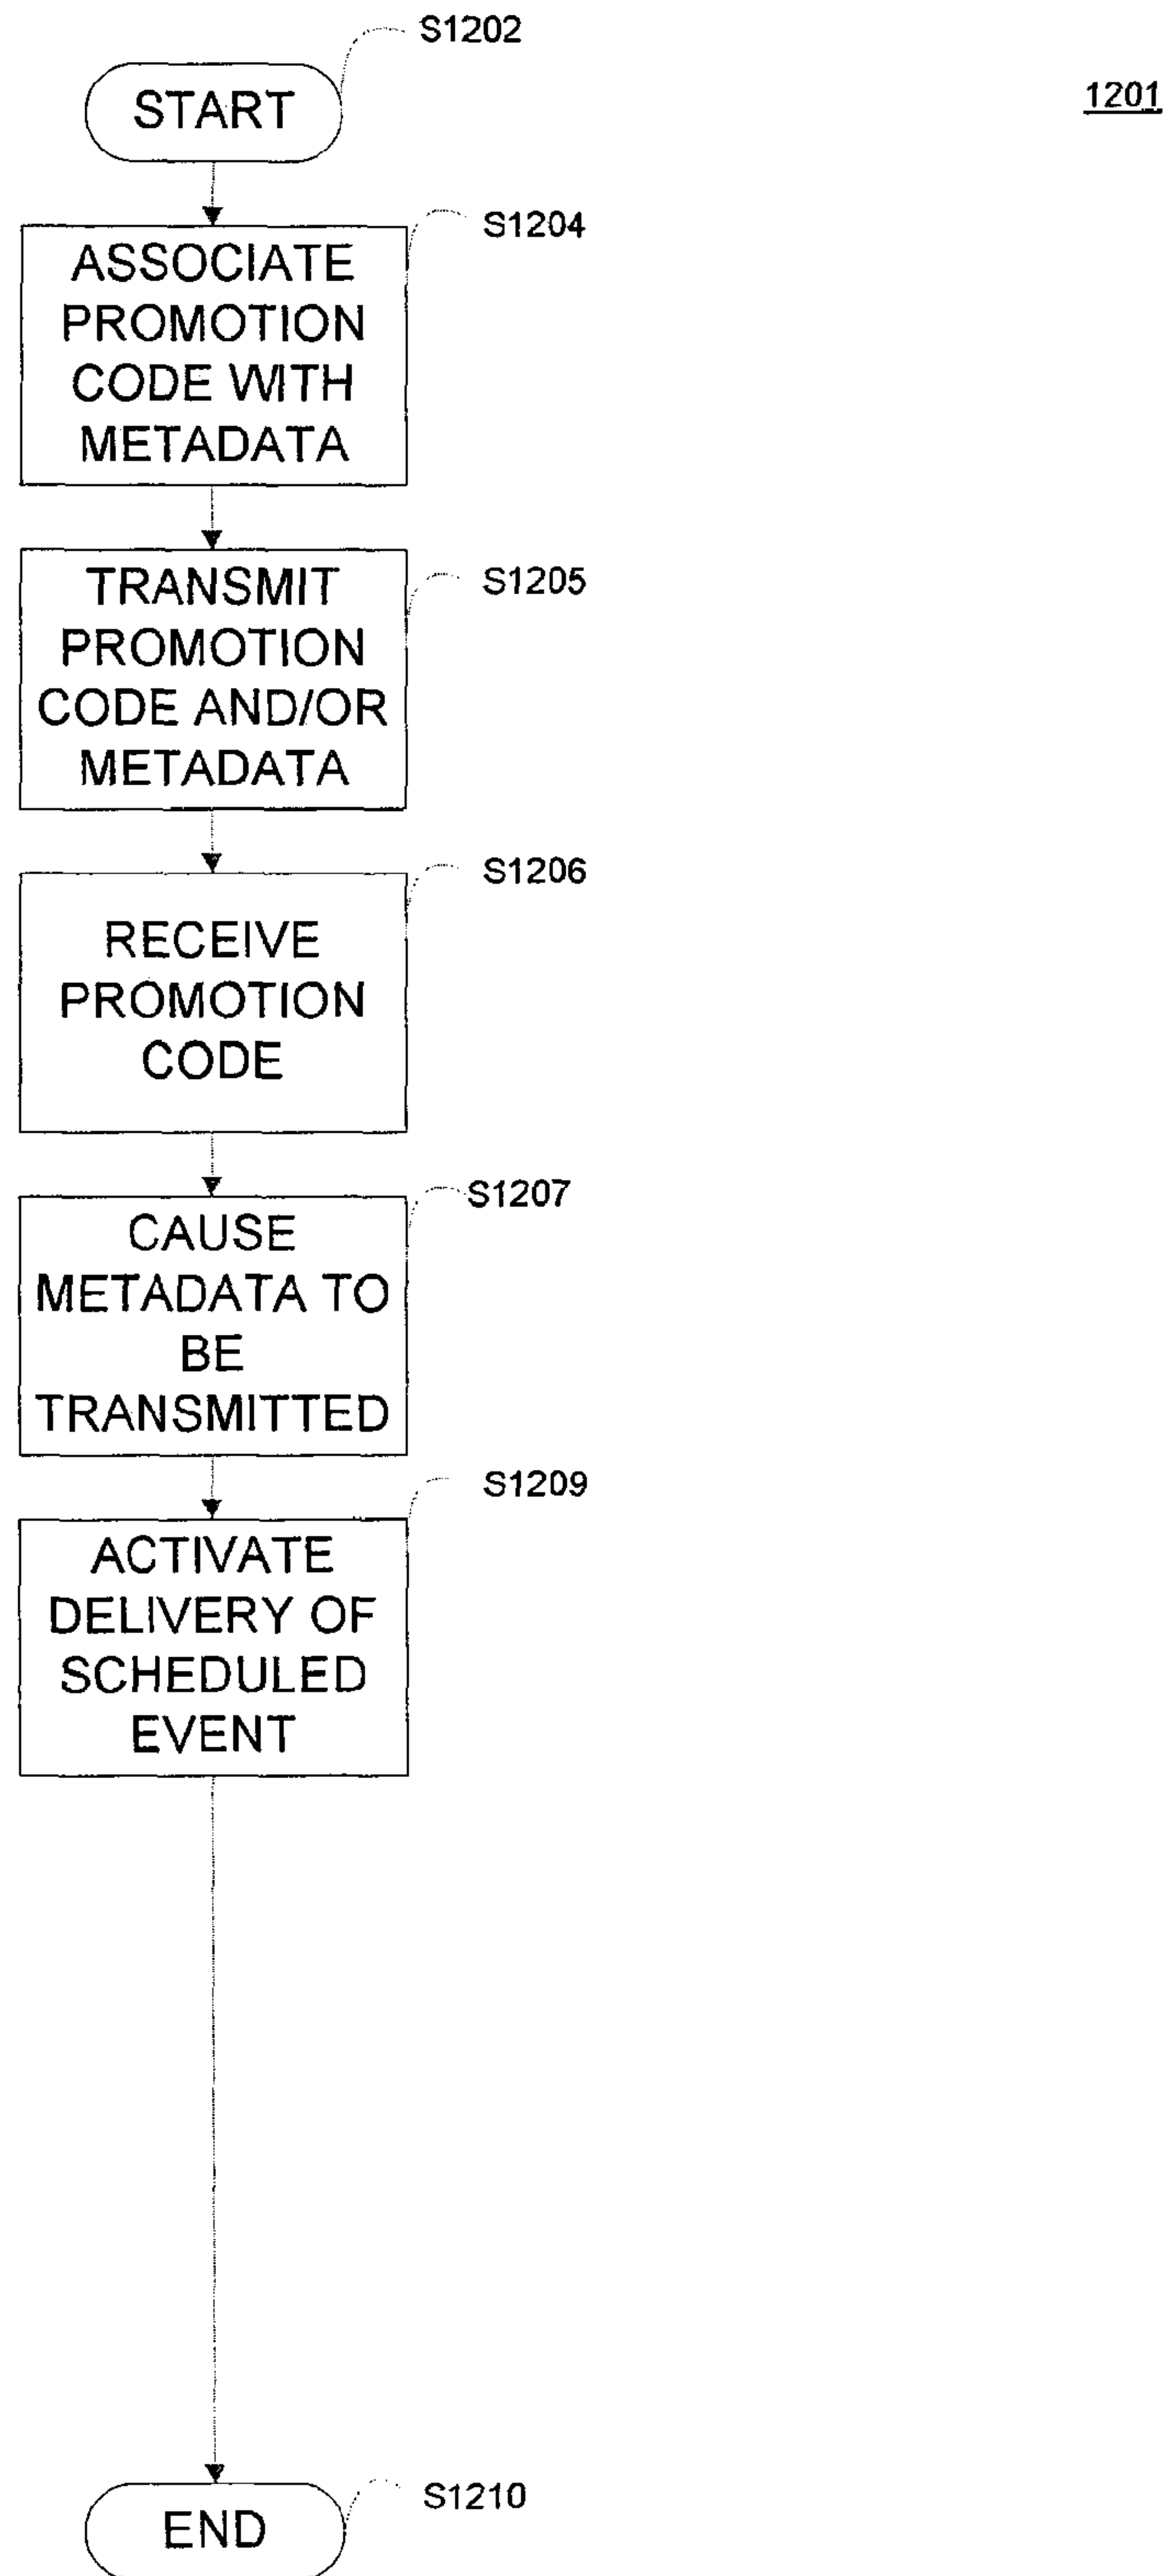 S1202
START
1201
S1204
ASSOCIATE
PROMOTION
CODE WITH
METADATA
S1205
TRANSMIT
PROMOTION
CODE AND/OR
METADATA
S1206
RECEIVE
PROMOTION
CODE
S1207
CAUSE
METADATA TO
BE
TRANSMITTED
S1209
ACTIVATE
DELIVERY OF
SCHEDULED
EVENT
S1210
END